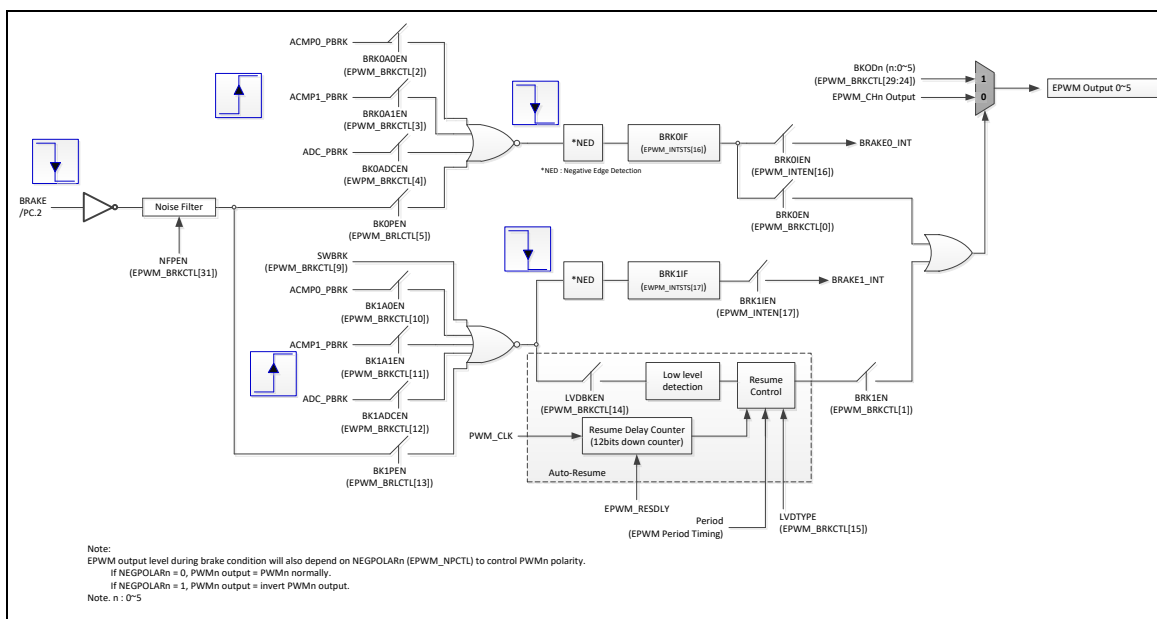 ACMP0_PBRK
BRK0A0EN
(EPWM_BRKCTL[2])
ACMP1_PBRK
BRK0A1EN
(EPWM_BRKCTL[3])
ADC_PBRK
BK0ADCEN
(EWPM_BRKCTL[4])
BK0PEN
(EPWM_BRLCTL[5])
BRAKE
/PC.2
Noise Filter
NFPEN
(EPWM_BRKCTL[31])
*NED
*NED : Negative Edge Detection
BRK0IF
(EPWM_INTSTS[16])
BRK0IEN
(EPWM_INTEN[16])
BRAKE0_INT
BRK0EN
(EPWM_BRKCTL[0])
BKODn (n:0~5)
(EPWM_BRKCTL[29:24])
EPWM_CHn Output
1
0
EPWM Output 0~5
SWBRK
(EPWM_BRKCTL[9])
ACMP0_PBRK
BK1A0EN
(EPWM_BRKCTL[10])
ACMP1_PBRK
BK1A1EN
(EPWM_BRKCTL[11])
ADC_PBRK
BK1ADCEN
(EWPM_BRKCTL[12])
BK1PEN
(EPWM_BRLCTL[13])
*NED
BRK1IF
(EWPM_INTSTS[17])
BRK1IEN
(EPWM_INTEN[17])
BRAKE1_INT
LVDBKEN
(EPWM_BRKCTL[14])
Low level
detection
Resume
Control
BRK1EN
(EPWM_BRKCTL[1])
PWM_CLK
Resume Delay Counter
(12bits down counter)
Auto-Resume
EPWM_RESDLY
Period
(EPWM Period Timing)
LVDTYPE
(EPWM_BRKCTL[15])
Note:
EPWM output level during brake condition will also depend on NEGPOLARn (EPWM_NPCTL) to control PWMn polarity.
If NEGPOLARn = 0, PWMn output = PWMn normally.
If NEGPOLARn = 1, PWMn output = invert PWMn output.
Note. n : 0~5